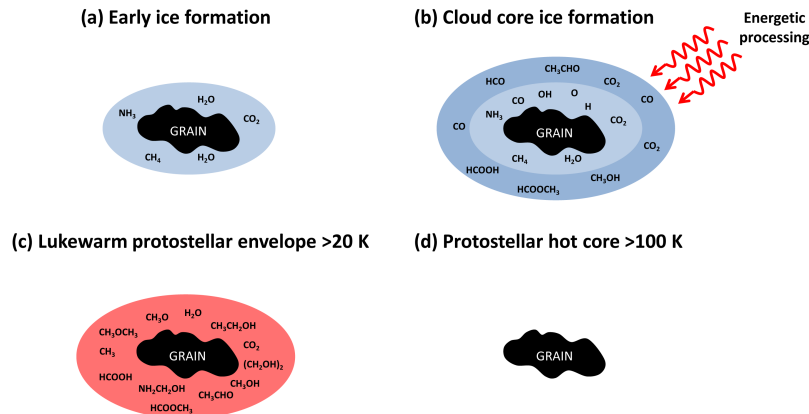 (a) Early ice formation
NH₃
H₂O
CO₂
GRAIN
CH₄
H₂O
(b) Cloud core ice formation
Energetic
processing
HCO
CH₃CHO
CO₂
CO
CO
OH
O
H
NH₃
CO₂
CO
GRAIN
CO₂
CH₄
H₂O
HCOOH
CH₃OH
HCOOCH₃
(c) Lukewarm protostellar envelope >20 K
CH₃O
H₂O
CH₃OCH₃
CH₃CH₂OH
CH₃
GRAIN
CO₂
(CH₂OH)₂
HCOOH
NH₂CH₂OH
CH₃OH
CH₃CHO
HCOOCH₃
(d) Protostellar hot core >100 K
GRAIN